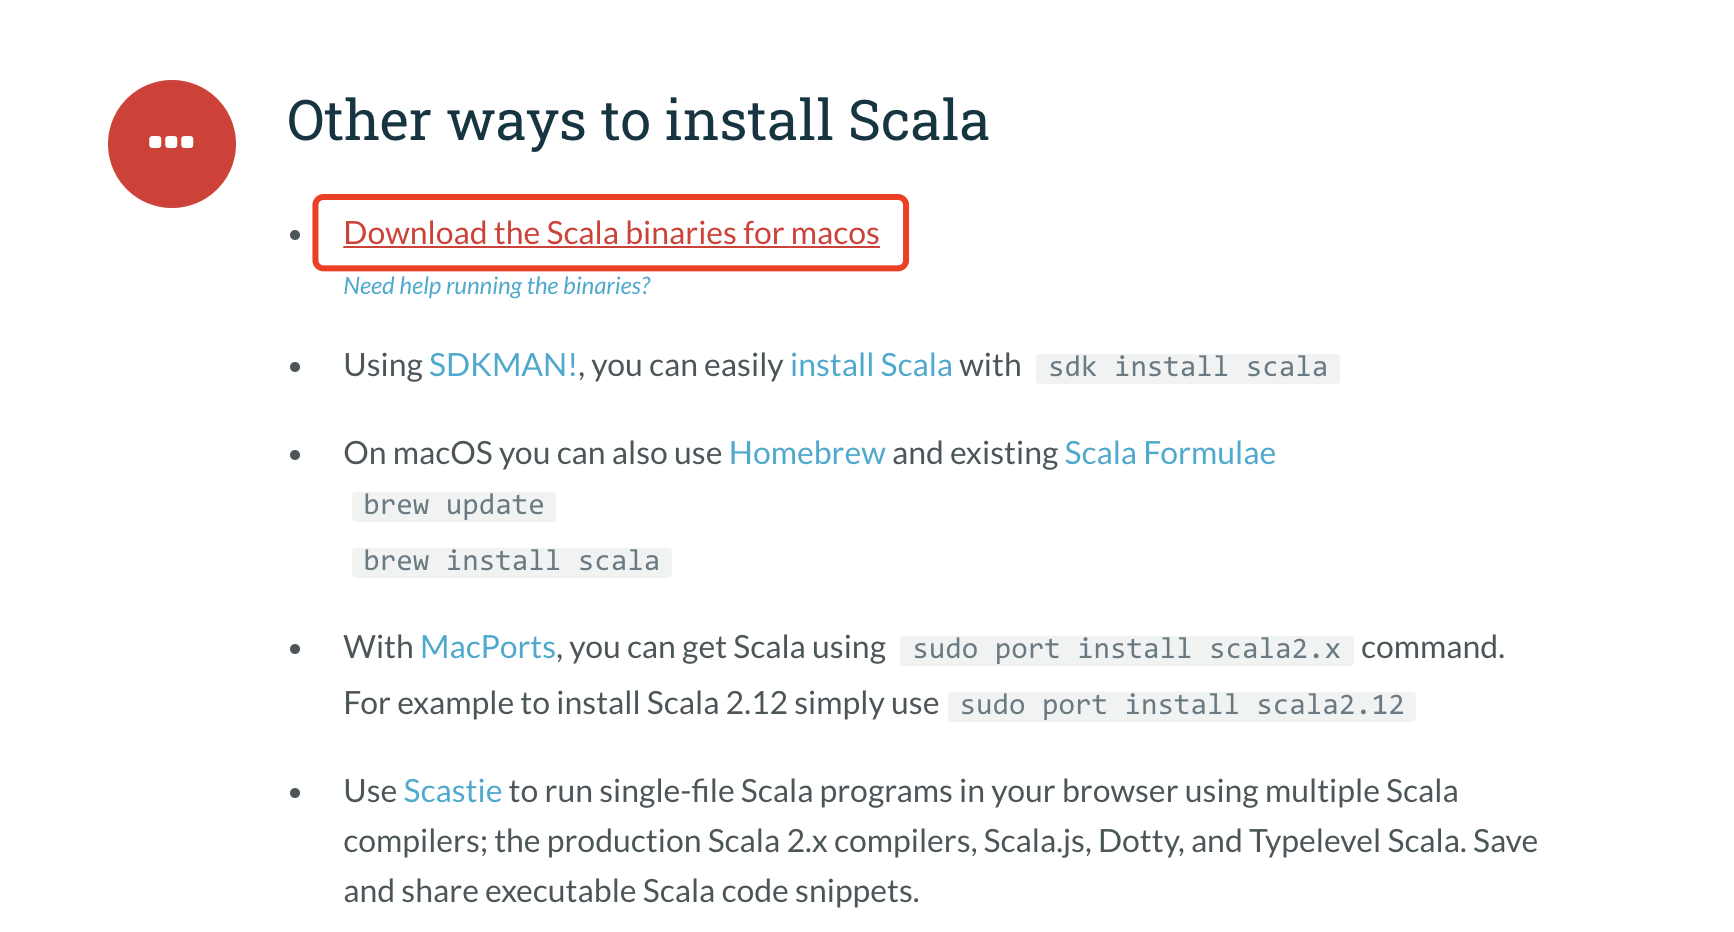 Other ways to install Scala
Download the Scala binaries for macos
Need help running the binaries?
Using SDKMAN!, you can easily install Scala with sdk install scala
On macOS you can also use Homebrew and existing Scala Formulae
brew update
brew install scala
With MacPorts, you can get Scala using sudo port install scala2.x command.
For example to install Scala 2.12 simply use sudo port install scala2.12
Use Scastie to run single-file Scala programs in your browser using multiple Scala
compilers; the production Scala 2.x compilers, Scala.js, Dotty, and Typelevel Scala. Save
and share executable Scala code snippets.